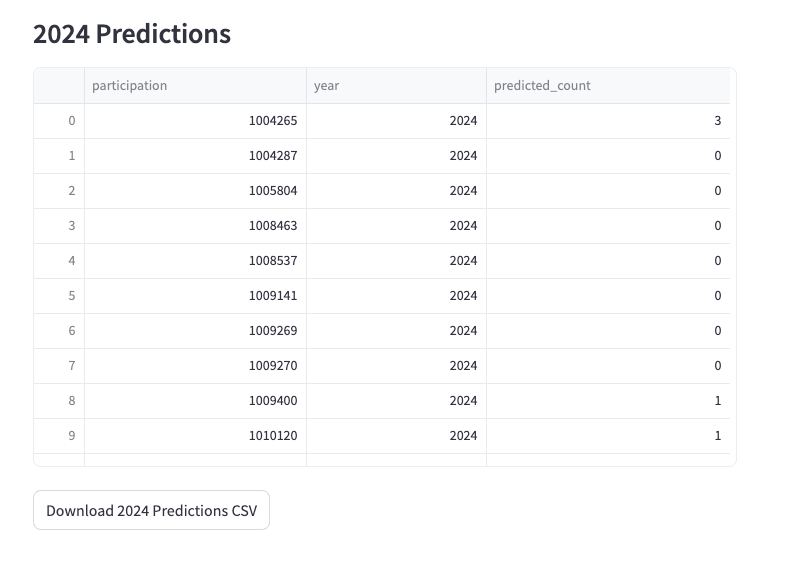 2024 Predictions
participation year predicted_count
0 1004265 2024 3
1 1004287 2024 0
2 1005804 2024 0
3 1008463 2024 0
4 1008537 2024 0
5 1009141 2024 0
6 1009269 2024 0
7 1009270 2024 0
8 1009400 2024 1
9 1010120 2024 1
Download 2024 Predictions CSV